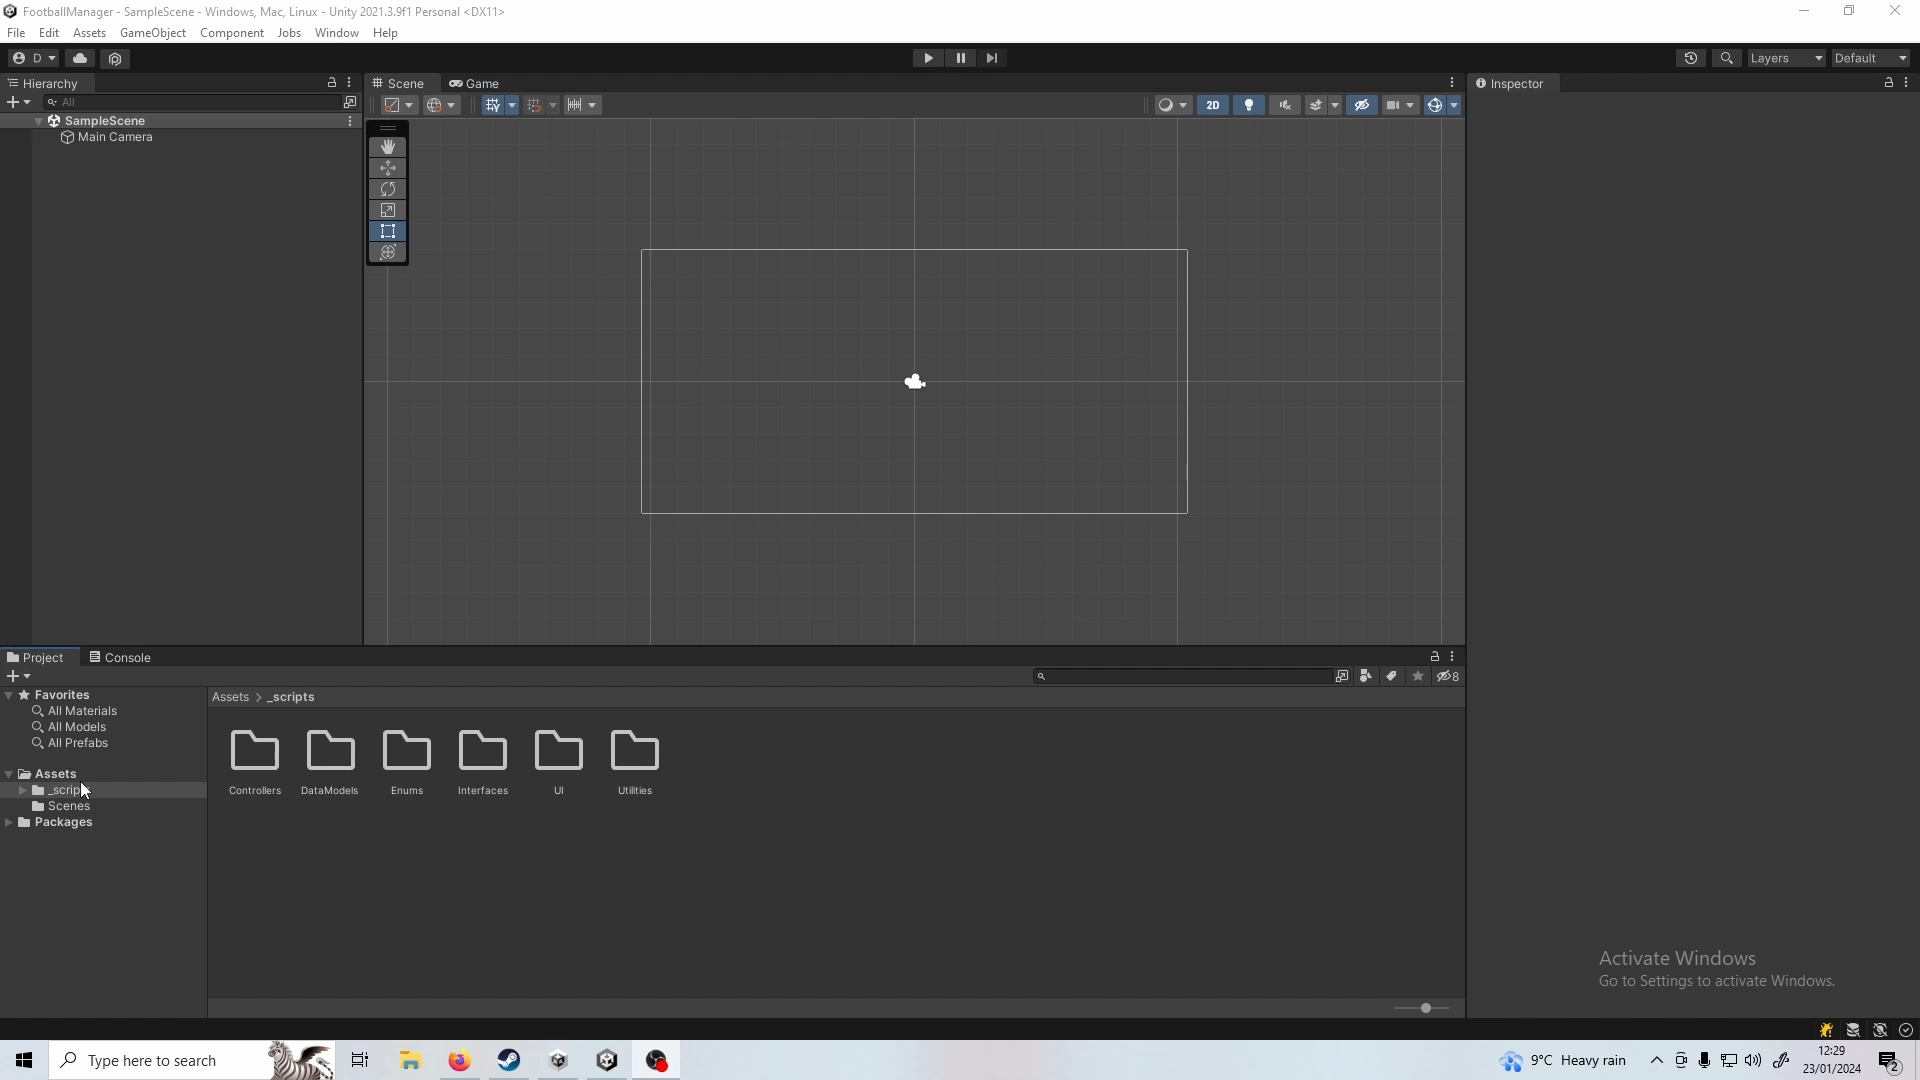 FootballManager - SampleScene - Windows, Mac, Linux - Unity 2021.3.9f1 Personal <DX11>
File Edit Assets GameObject Component Jobs Window Help
D Layers Default
Hierarchy Scene Game Inspector
All
2D
SampleScene
Main Camera
Project Console
8
Favorites
Assets > _scripts
All Materials
All Models
All Prefabs
Assets
_scrip
Controllers DataModels Enums Interfaces UI Utilities
Scenes
Packages
Activate Windows
Go to Settings to activate Windows.
Type here to search
9°C Heavy rain
12:29
23/01/2024
2